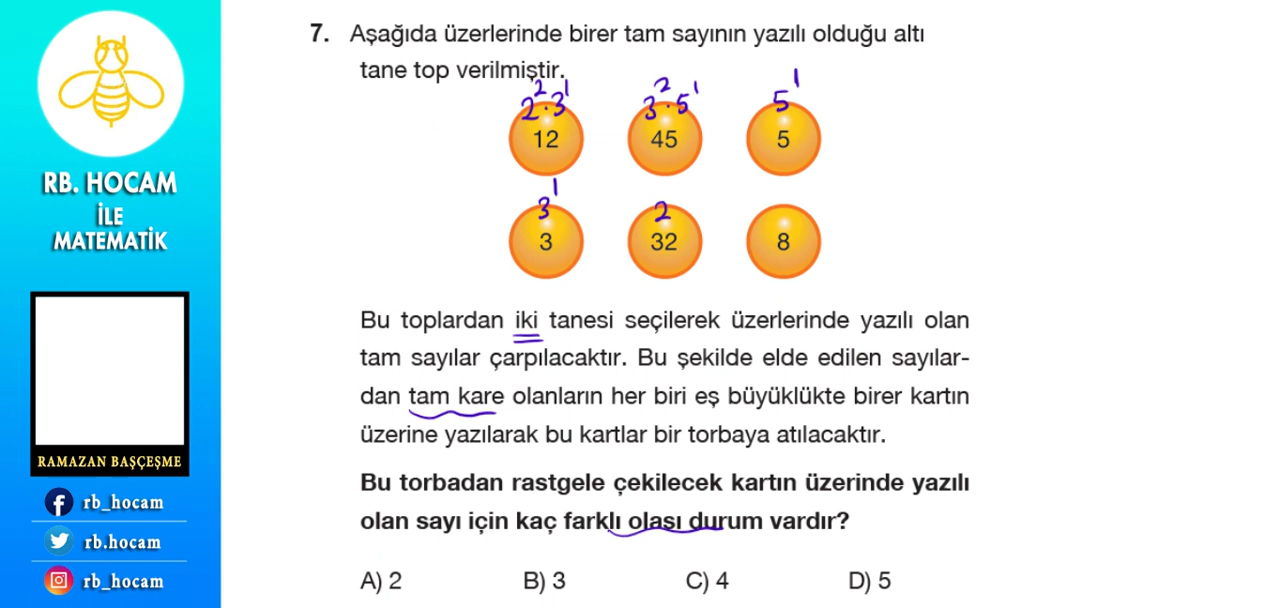 RB. HOCAM
İLE
MATEMATİK
RAMAZAN BAŞÇEŞME
rb_hocam
rb.hocam
rb_hocam
7. Aşağıda üzerlerinde birer tam sayının yazılı olduğu altı
tane top verilmiştir.
2²·3¹ 3²·5¹ 5¹
12 45 5
3¹ 2
3 32 8
Bu toplardan iki tanesi seçilerek üzerlerinde yazılı olan
tam sayılar çarpılacaktır. Bu şekilde elde edilen sayılar-
dan tam kare olanların her biri eş büyüklükte birer kartın
üzerine yazılarak bu kartlar bir torbaya atılacaktır.
Bu torbadan rastgele çekilecek kartın üzerinde yazılı
olan sayı için kaç farklı olası durum vardır?
A) 2 B) 3 C) 4 D) 5